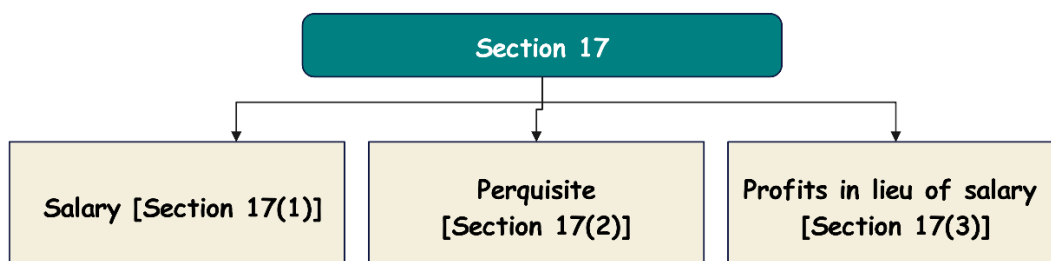 Section 17
Salary [Section 17(1)]
Perquisite
[Section 17(2)]
Profits in lieu of salary
[Section 17(3)]